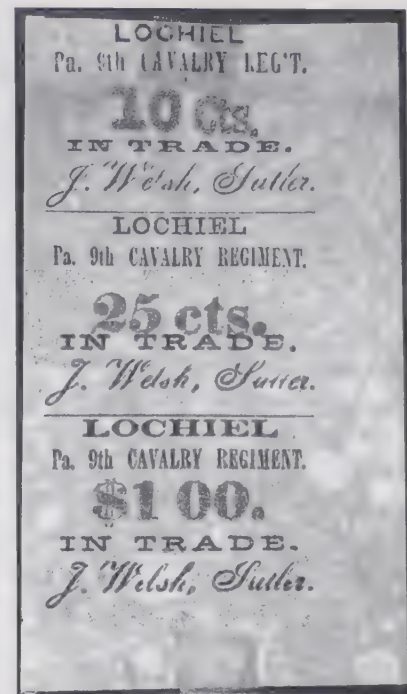 LOCHIEL
Pa. 9th CAVALRY REG'T.
10 Cts.
IN TRADE.
J. Welsh, Sutler.
LOCHIEL
Pa. 9th CAVALRY REGIMENT.
25 cts.
IN TRADE.
J. Welsh, Sutler.
LOCHIEL
Pa. 9th CAVALRY REGIMENT.
$1 00.
IN TRADE.
J. Welsh, Sutler.